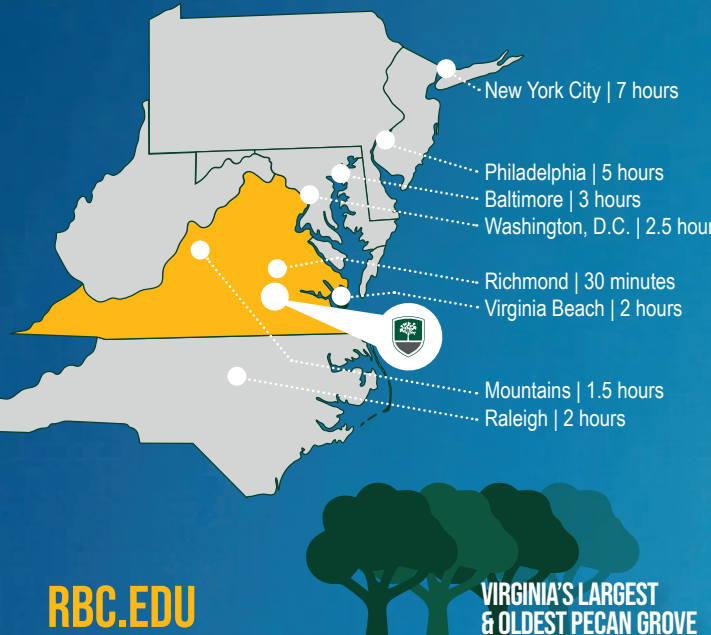 New York City | 7 hours
Philadelphia | 5 hours
Baltimore | 3 hours
Washington, D.C. | 2.5 hour
Richmond | 30 minutes
Virginia Beach | 2 hours
Mountains | 1.5 hours
Raleigh | 2 hours
RBC.EDU
VIRGINIA'S LARGEST
& OLDEST PECAN GROVE